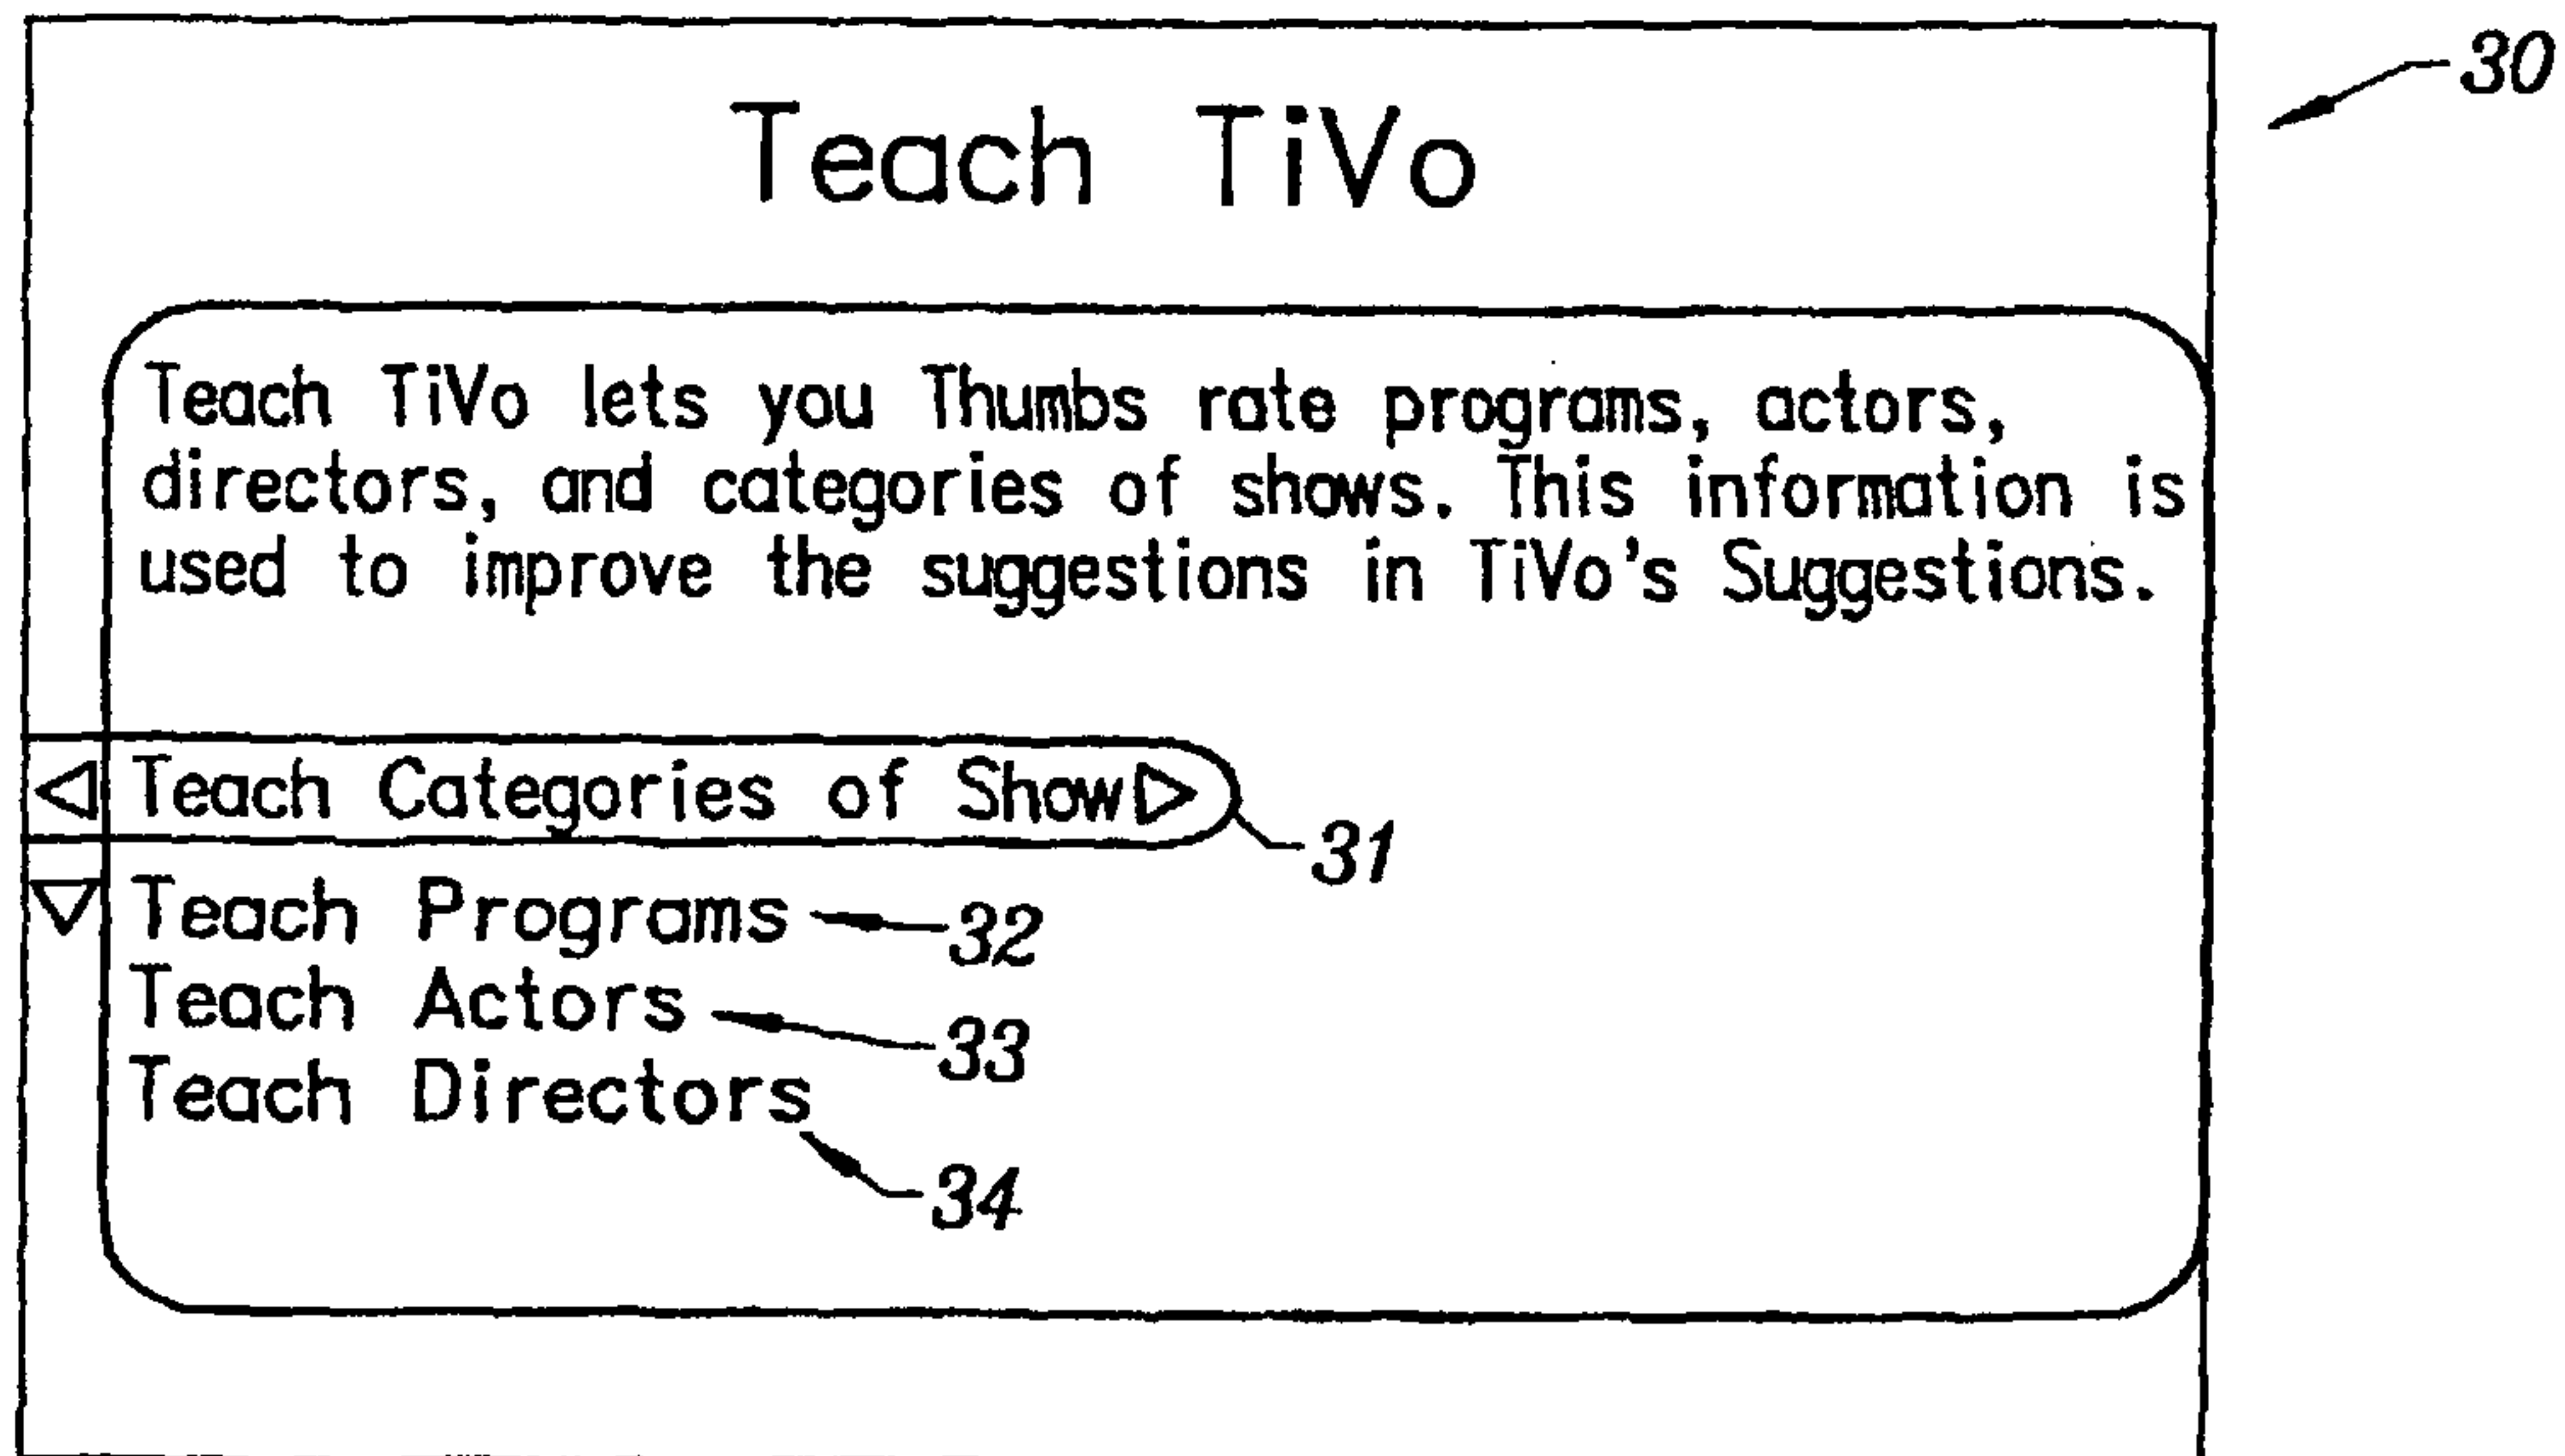 30
Teach TiVo
Teach TiVo lets you Thumbs rate programs, actors,
directors, and categories of shows. This information is
used to improve the suggestions in TiVo's Suggestions.
Teach Categories of Show
31
Teach Programs 32
Teach Actors 33
Teach Directors
34